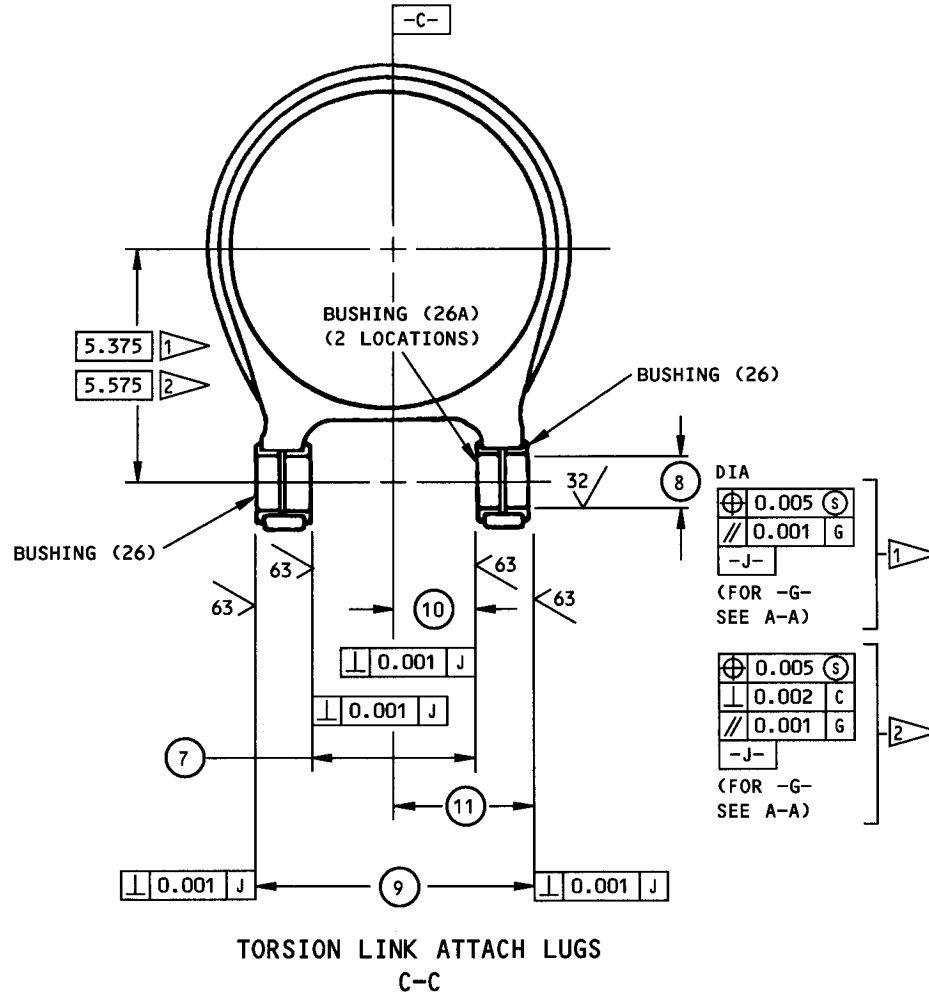 -C-
BUSHING (26A)
(2 LOCATIONS)
5.375 1
5.575 2
BUSHING (26)
32
8
DIA
⌖ 0.005 Ⓢ
// 0.001 G
-J-
(FOR -G-
SEE A-A)
1
BUSHING (26)
63
63
63
63
10
⊥ 0.001 J
⊥ 0.001 J
⌖ 0.005 Ⓢ
⊥ 0.002 C
// 0.001 G
-J-
(FOR -G-
SEE A-A)
2
7
11
⊥ 0.001 J
9
⊥ 0.001 J
TORSION LINK ATTACH LUGS
C-C